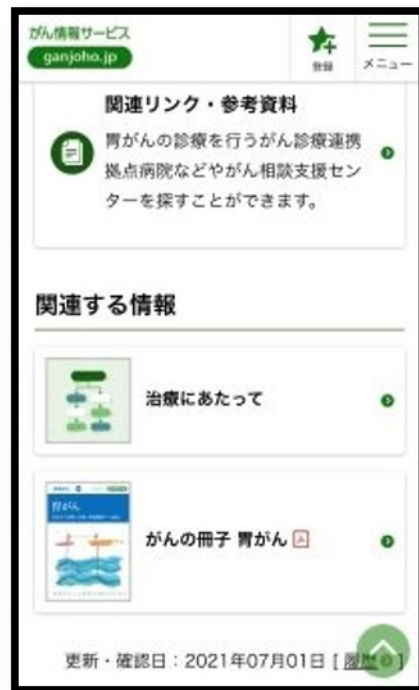 がん情報サービス
ganjoho.jp
登録
メニュー
関連リンク・参考資料
胃がんの診療を行うがん診療連携
拠点病院などやがん相談支援セン
ターを探すことができます。
関連する情報
治療にあたって
胃がん
がんの冊子 胃がん
更新・確認日：2021年07月01日 [ 履歴 ]